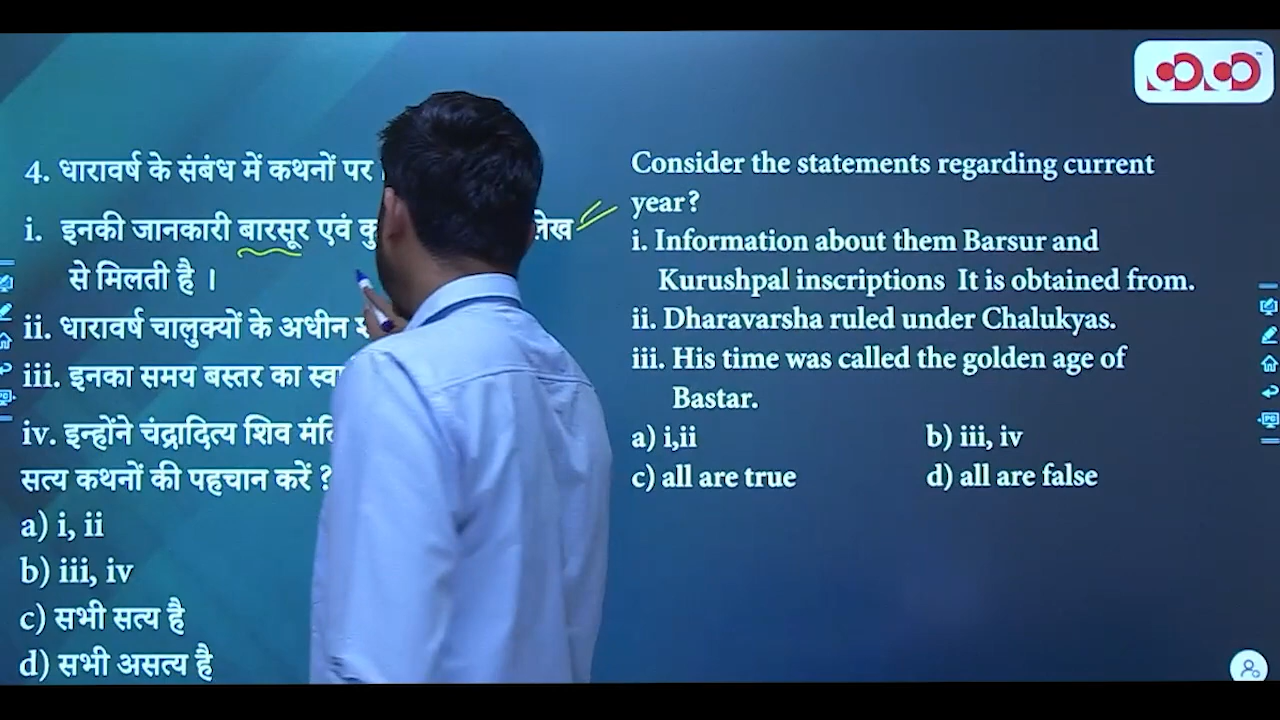 4. धारावर्ष के संबंध में कथनों पर
i. इनकी जानकारी बारसूर एवं
से मिलती है ।
ii. धारावर्ष चालुक्यों के अधीन
iii. इनका समय बस्तर का
iv. इन्होंने चंद्रादित्य शिव
सत्य कथनों की पहचान करें ?
a) i, ii
b) iii, iv
c) सभी सत्य है
d) सभी असत्य है
Consider the statements regarding current
year?
i. Information about them Barsur and
Kurushpal inscriptions It is obtained from.
ii. Dharavarsha ruled under Chalukyas.
iii. His time was called the golden age of
Bastar.
a) i,ii b) iii, iv
c) all are true d) all are false